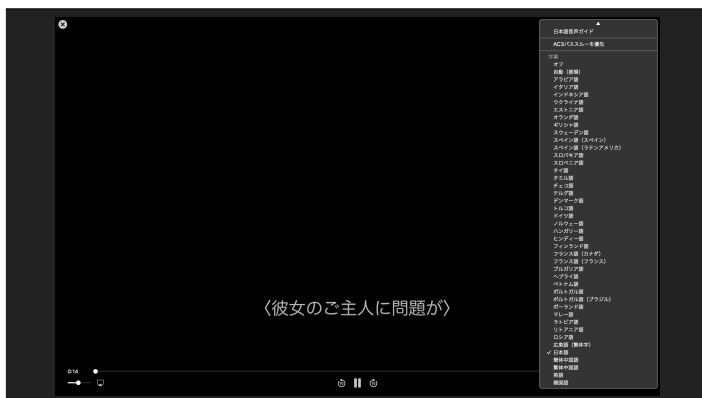 日本語音声ガイド
AC3パススルーを優先
字幕
オフ
自動（推奨）
アラビア語
イタリア語
インドネシア語
ウクライナ語
エストニア語
オランダ語
ギリシャ語
スウェーデン語
スペイン語（スペイン）
スペイン語（ラテンアメリカ）
スロバキア語
スロベニア語
タイ語
タミル語
チェコ語
テルグ語
デンマーク語
トルコ語
ドイツ語
ノルウェー語
ハンガリー語
ヒンディー語
フィンランド語
フランス語（カナダ）
フランス語（フランス）
ブルガリア語
ヘブライ語
ベトナム語
ポルトガル語
ポルトガル語（ブラジル）
ポーランド語
マレー語
ラトビア語
リトアニア語
ロシア語
広東語（繁体字）
✓ 日本語
簡体中国語
繁体中国語
英語
韓国語
〈彼女のご主人に問題が〉
0:14